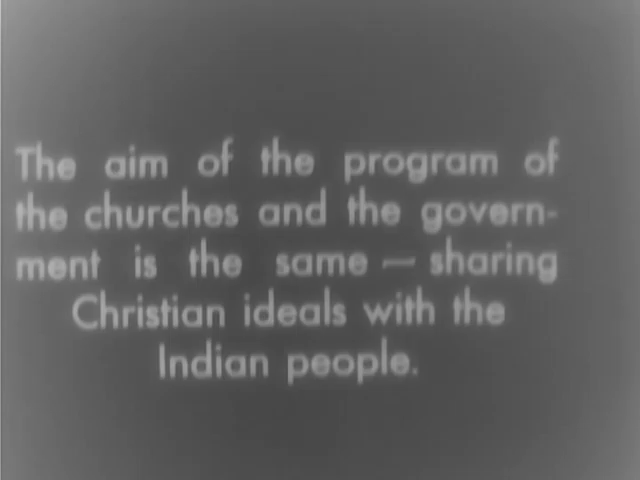 The aim of the program of
the churches and the govern-
ment is the same — sharing
Christian ideals with the
Indian people.